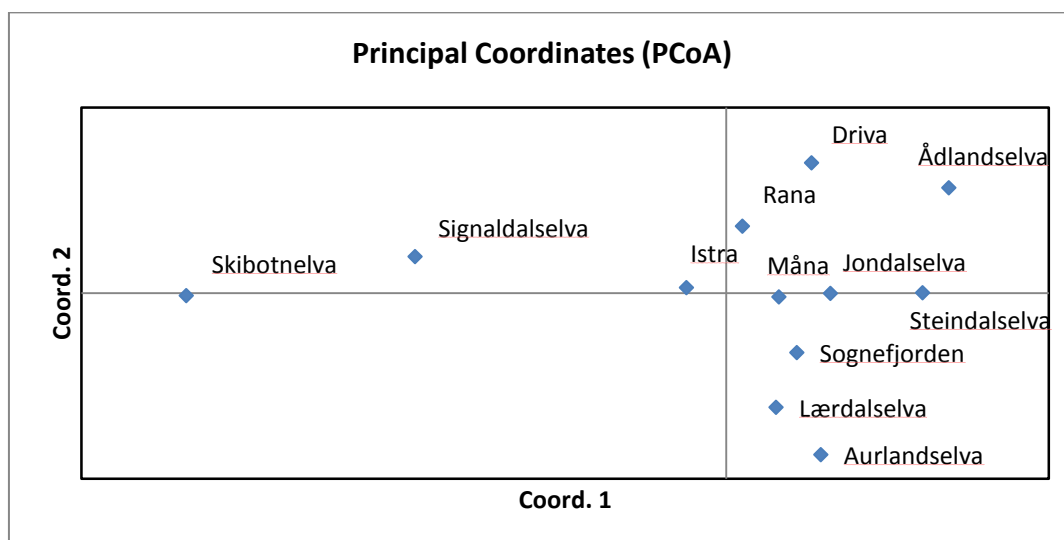 Principal Coordinates (PCoA)
Driva
Ådlandselva
Rana
Signaldalselva
Istra
Måna
Jondalselva
Skibotnelva
Steindalselva
Sognefjorden
Lærdalselva
Aurlandselva
Coord. 2
Coord. 1